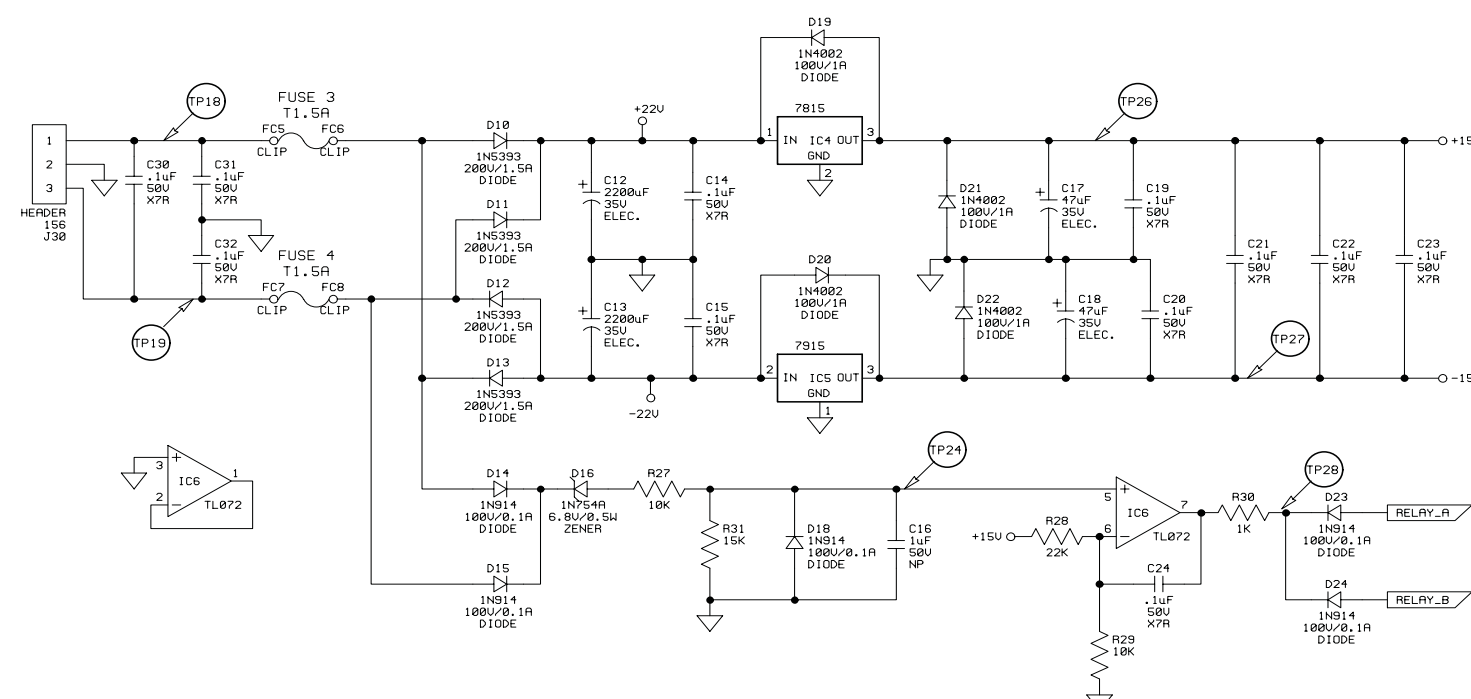 D19
1N4002
100V/1A
DIODE
TP18
FUSE 3
T1.5A
FC5
FC6
CLIP
CLIP
+22V
7815
TP26
1
2
3
HEADER
156
J30
C30
.1uF
50V
X7R
C31
.1uF
50V
X7R
D10
1N5393
200V/1.5A
DIODE
1
IN IC4 OUT
3
GND
2
+15
C12
2200uF
35V
ELEC.
C14
.1uF
50V
X7R
D11
1N5393
200V/1.5A
DIODE
D21
1N4002
100V/1A
DIODE
C17
47uF
35V
ELEC.
C19
.1uF
50V
X7R
C32
.1uF
50V
X7R
FUSE 4
T1.5A
FC7
FC8
CLIP
CLIP
C21
.1uF
50V
X7R
C22
.1uF
50V
X7R
C23
.1uF
50V
X7R
D20
1N4002
100V/1A
DIODE
D12
1N5393
200V/1.5A
DIODE
C13
2200uF
35V
ELEC.
C15
.1uF
50V
X7R
D22
1N4002
100V/1A
DIODE
C18
47uF
35V
ELEC.
C20
.1uF
50V
X7R
TP19
TP27
7915
D13
1N5393
200V/1.5A
DIODE
-22V
2
IN IC5 OUT
3
GND
1
-15
3
+
IC6
1
2
-
TL072
D14
1N914
100V/0.1A
DIODE
D16
1N754A
6.8V/0.5W
ZENER
R27
10K
TP24
R31
15K
D18
1N914
100V/0.1A
DIODE
C16
1uF
50V
NP
D15
1N914
100V/0.1A
DIODE
5
+
IC6
7
6
-
TL072
+15V
R28
22K
R30
1K
TP28
D23
1N914
100V/0.1A
DIODE
RELAY_A
C24
.1uF
50V
X7R
D24
1N914
100V/0.1A
DIODE
RELAY_B
R29
10K